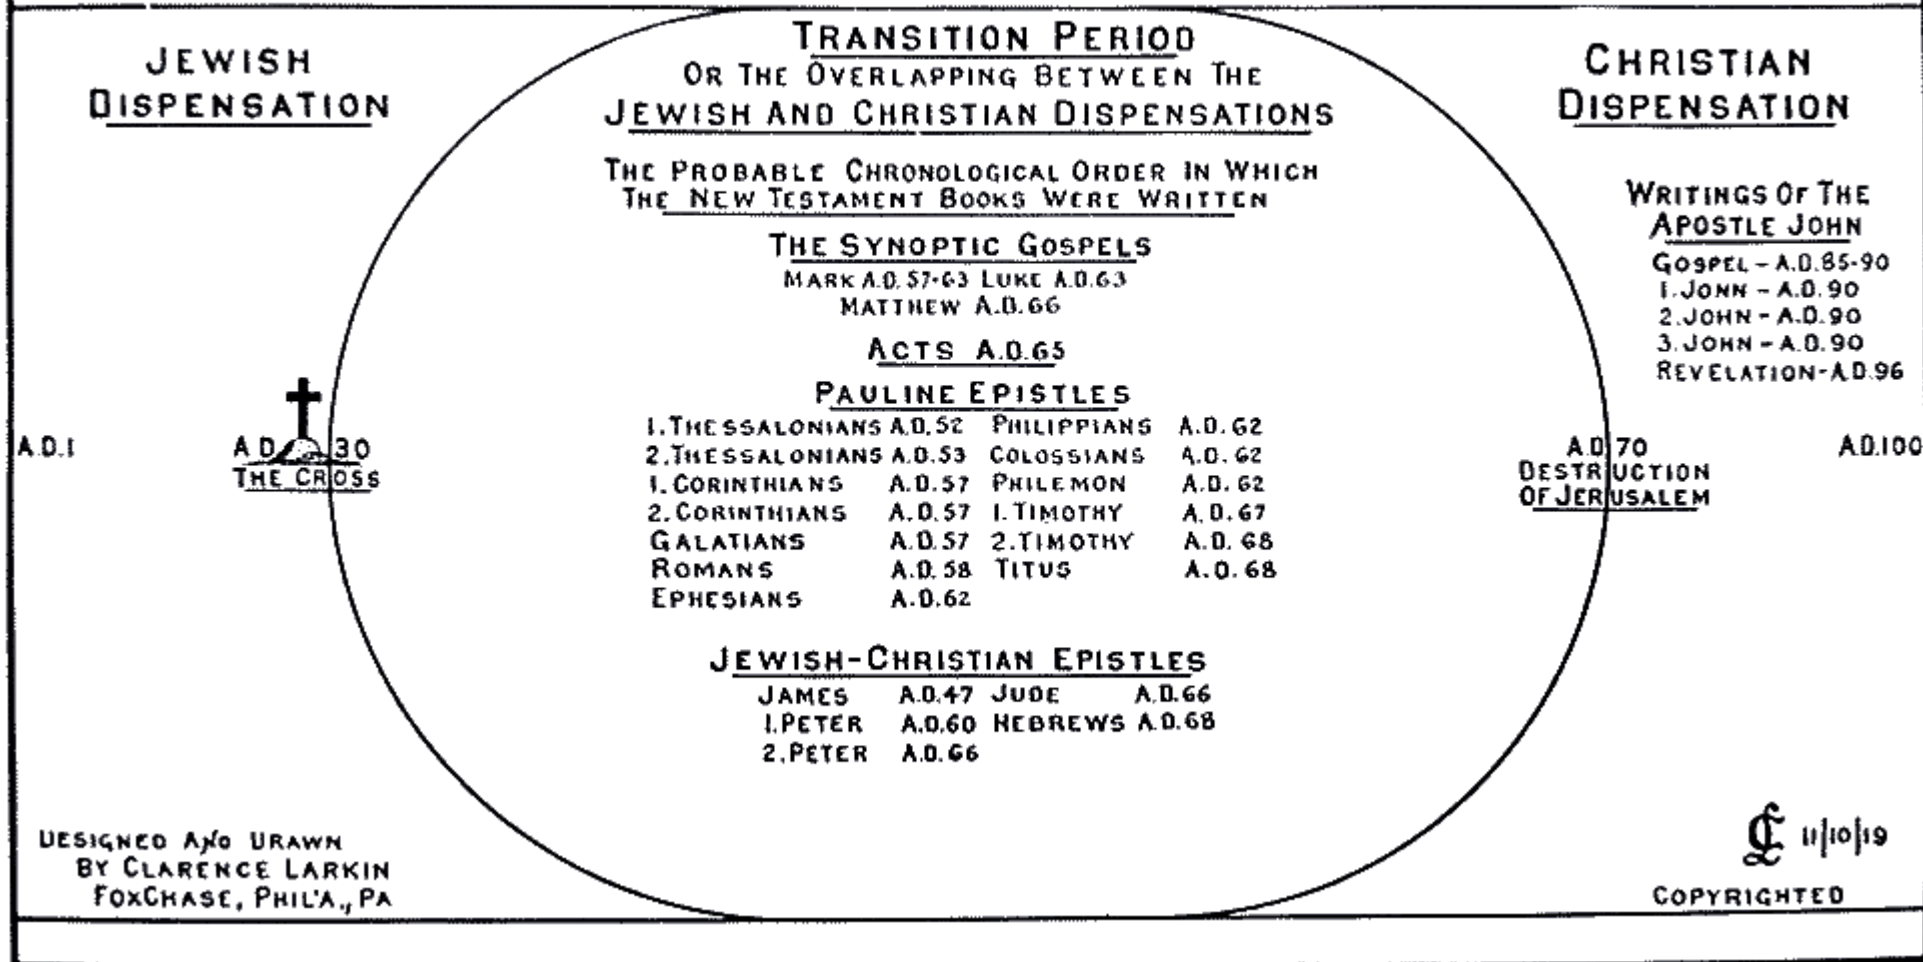 JEWISH
DISPENSATION
TRANSITION PERIOD
OR THE OVERLAPPING BETWEEN THE
JEWISH AND CHRISTIAN DISPENSATIONS
THE PROBABLE CHRONOLOGICAL ORDER IN WHICH
THE NEW TESTAMENT BOOKS WERE WRITTEN
THE SYNOPTIC GOSPELS
MARK A.D. 57-63 LUKE A.D.63
MATTHEW A.D.66
ACTS A.D.65
PAULINE EPISTLES
1.THESSALONIANS A.D.52 PHILIPPIANS A.D.62
2.THESSALONIANS A.D.53 COLOSSIANS A.D.62
1.CORINTHIANS A.D.57 PHILEMON A.D.62
2.CORINTHIANS A.D.57 1.TIMOTHY A.D.67
GALATIANS A.D.57 2.TIMOTHY A.D.68
ROMANS A.D.58 TITUS A.D.68
EPHESIANS A.D.62
JEWISH-CHRISTIAN EPISTLES
JAMES A.D.47 JUDE A.D.66
1.PETER A.D.60 HEBREWS A.D.68
2.PETER A.D.66
CHRISTIAN
DISPENSATION
WRITINGS OF THE
APOSTLE JOHN
GOSPEL - A.D.85-90
1.JOHN - A.D.90
2.JOHN - A.D.90
3.JOHN - A.D.90
REVELATION-A.D.96
A.D.1
A D 30
THE CROSS
A.D 70
DESTRUCTION
OF JERUSALEM
A.D.100
DESIGNED AND DRAWN
BY CLARENCE LARKIN
FOXCHASE, PHIL'A., PA
CL 11/10/19
COPYRIGHTED